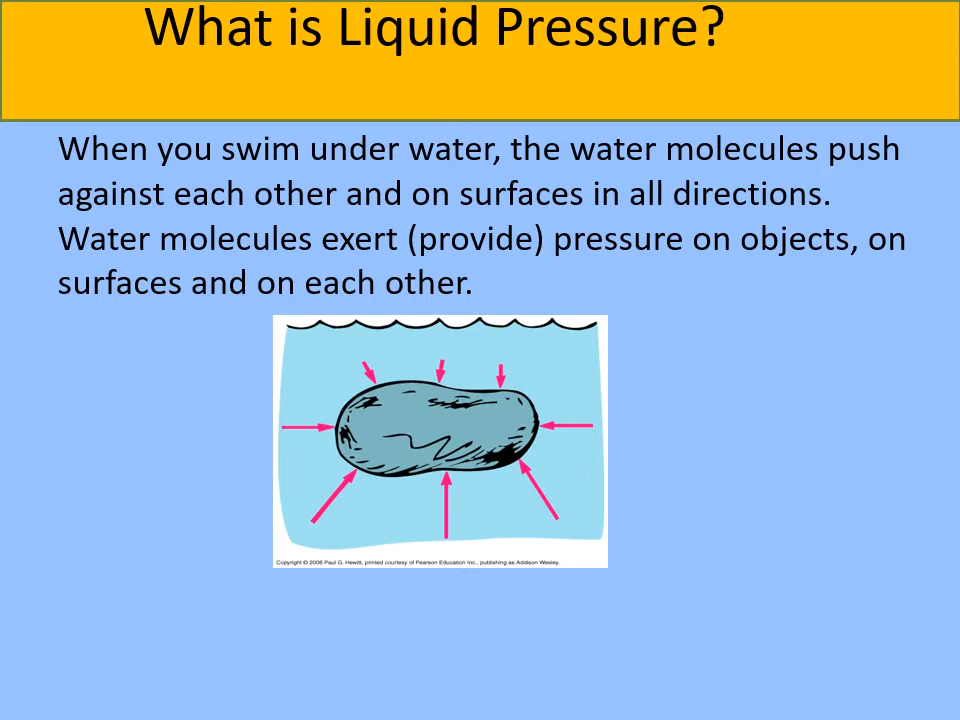 What is Liquid Pressure?
When you swim under water, the water molecules push
against each other and on surfaces in all directions.
Water molecules exert (provide) pressure on objects, on
surfaces and on each other.
Copyright © 2006 Paul G. Hewitt, printed courtesy of Pearson Education Inc., publishing as Addison Wesley.